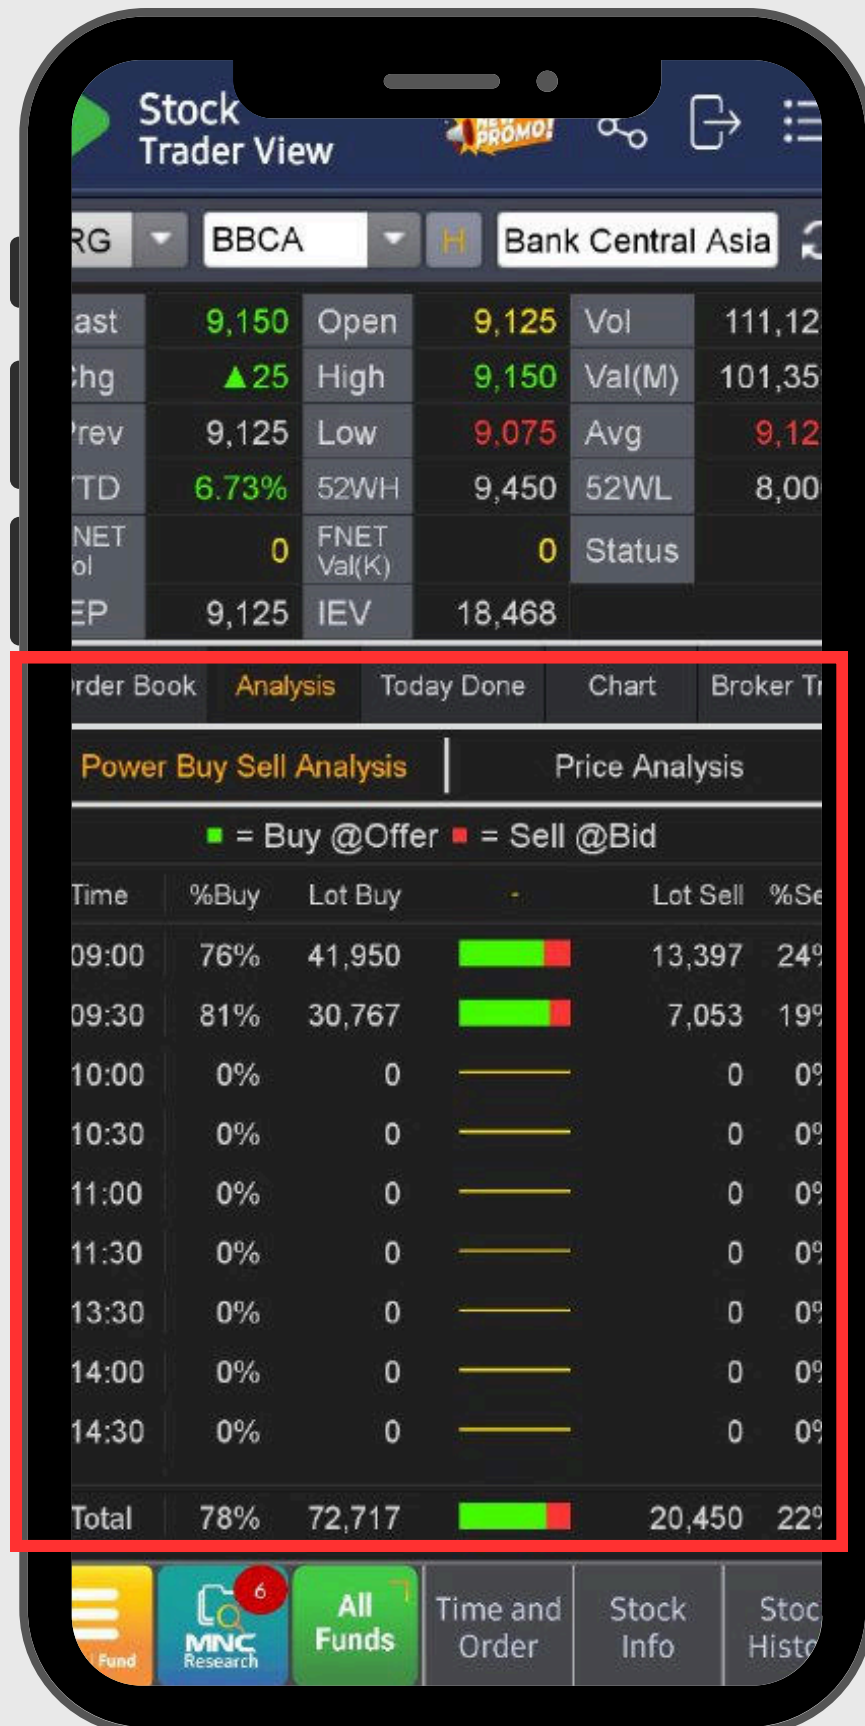 Stock
Trader View
NEW PROMO!
RG BBCA H Bank Central Asia
ast 9,150 Open 9,125 Vol 111,12
hg ▲25 High 9,150 Val(M) 101,35
rev 9,125 Low 9,075 Avg 9,12
TD 6.73% 52WH 9,450 52WL 8,00
NET
ol 0 FNET
Val(K) 0 Status
EP 9,125 IEV 18,468
rder Book Analysis Today Done Chart Broker Tr
Power Buy Sell Analysis Price Analysis
= Buy @Offer = Sell @Bid
Time %Buy Lot Buy - Lot Sell %Se
09:00 76% 41,950 13,397 24%
09:30 81% 30,767 7,053 19%
10:00 0% 0 0 0%
10:30 0% 0 0 0%
11:00 0% 0 0 0%
11:30 0% 0 0 0%
13:30 0% 0 0 0%
14:00 0% 0 0 0%
14:30 0% 0 0 0%
Total 78% 72,717 20,450 22%
Fund
6
MNC
Research
All
Funds
Time and
Order
Stock
Info
Stoc
Histo